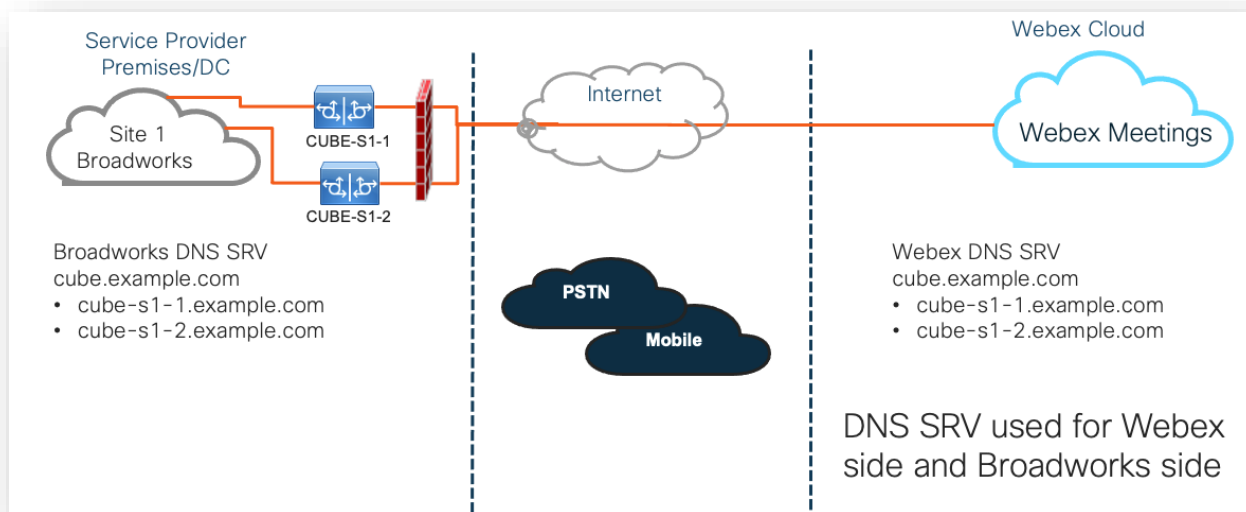 Service Provider
Premises/DC
Webex Cloud
Internet
Site 1
Broadworks
CUBE-S1-1
Webex Meetings
CUBE-S1-2
Broadworks DNS SRV
cube.example.com
• cube-s1-1.example.com
• cube-s1-2.example.com
PSTN
Mobile
Webex DNS SRV
cube.example.com
• cube-s1-1.example.com
• cube-s1-2.example.com
DNS SRV used for Webex
side and Broadworks side